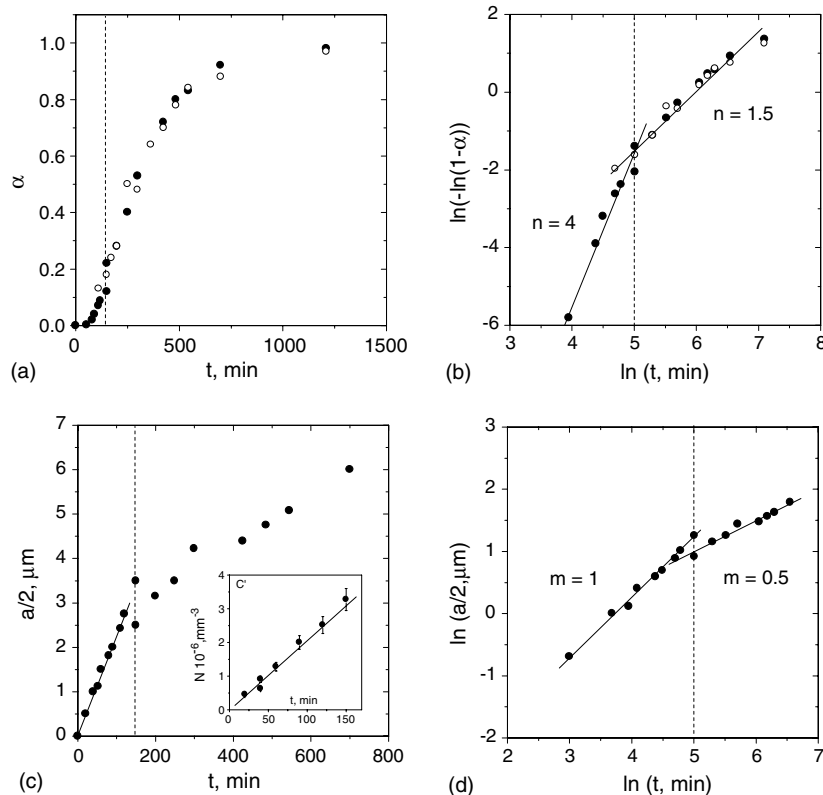 1.0
0.8
0.6
0.4
0.2
0.0
α
0 500 1000 1500
t, min
(a)
2
0
-2
-4
-6
ln(-ln(1-α))
n = 1.5
n = 4
3 4 5 6 7 8
ln (t, min)
(b)
7
6
5
4
3
2
1
0
a/2, μm
0 200 400 600 800
t, min
(c)
C'
4
3
2
1
0
N 10⁻⁶,mm⁻³
t, min
0 50 100 150
3
2
1
0
-1
-2
ln (a/2,μm)
m = 1
m = 0.5
2 3 4 5 6 7
ln (t, min)
(d)